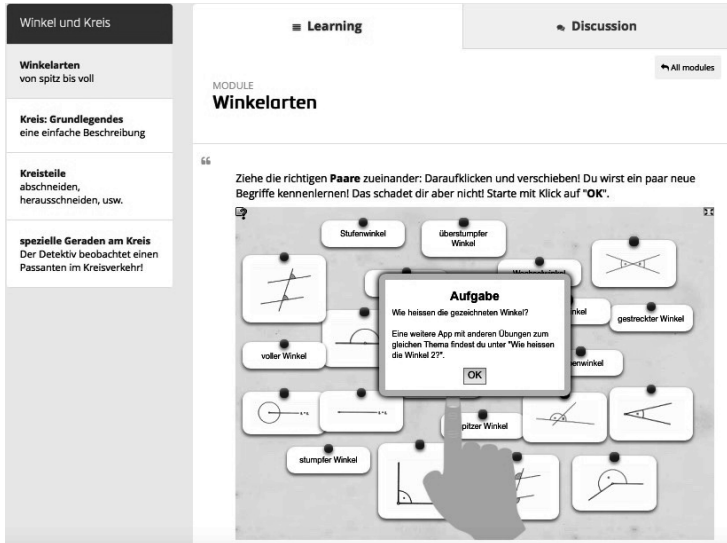 Winkel und Kreis
Winkelarten
von spitz bis voll
Kreis: Grundlegendes
eine einfache Beschreibung
Kreisteile
abschneiden,
herausschneiden, usw.
spezielle Geraden am Kreis
Der Detektiv beobachtet einen
Passanten im Kreisverkehr!
Learning
Discussion
All modules
MODULE
Winkelarten
Ziehe die richtigen Paare zueinander: Daraufklicken und verschieben! Du wirst ein paar neue
Begriffe kennenlernen! Das schadet dir aber nicht! Starte mit Klick auf "OK".
Stufenwinkel
überstumpfer
Winkel
gestreckter Winkel
voller Winkel
Aufgabe
Wie heissen die gezeichneten Winkel?
Eine weitere App mit anderen Übungen zum
gleichen Thema findest du unter "Wie heissen
die Winkel 2?".
OK
pitzer Winkel
stumpfer Winkel